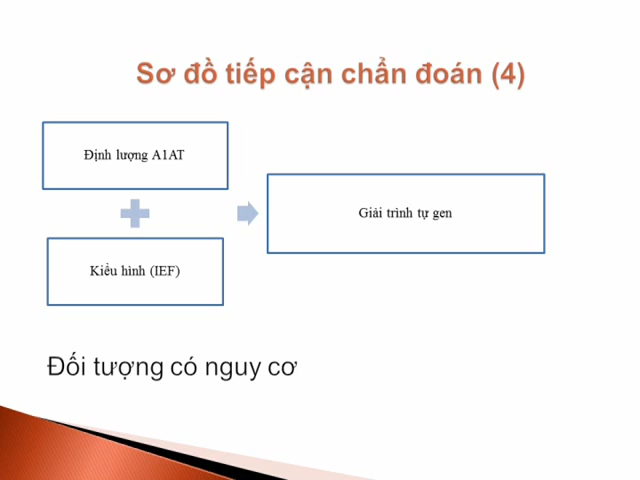 Sơ đồ tiếp cận chẩn đoán (4)
Định lượng A1AT
Giải trình tự gen
Kiểu hình (IEF)
Đối tượng có nguy cơ